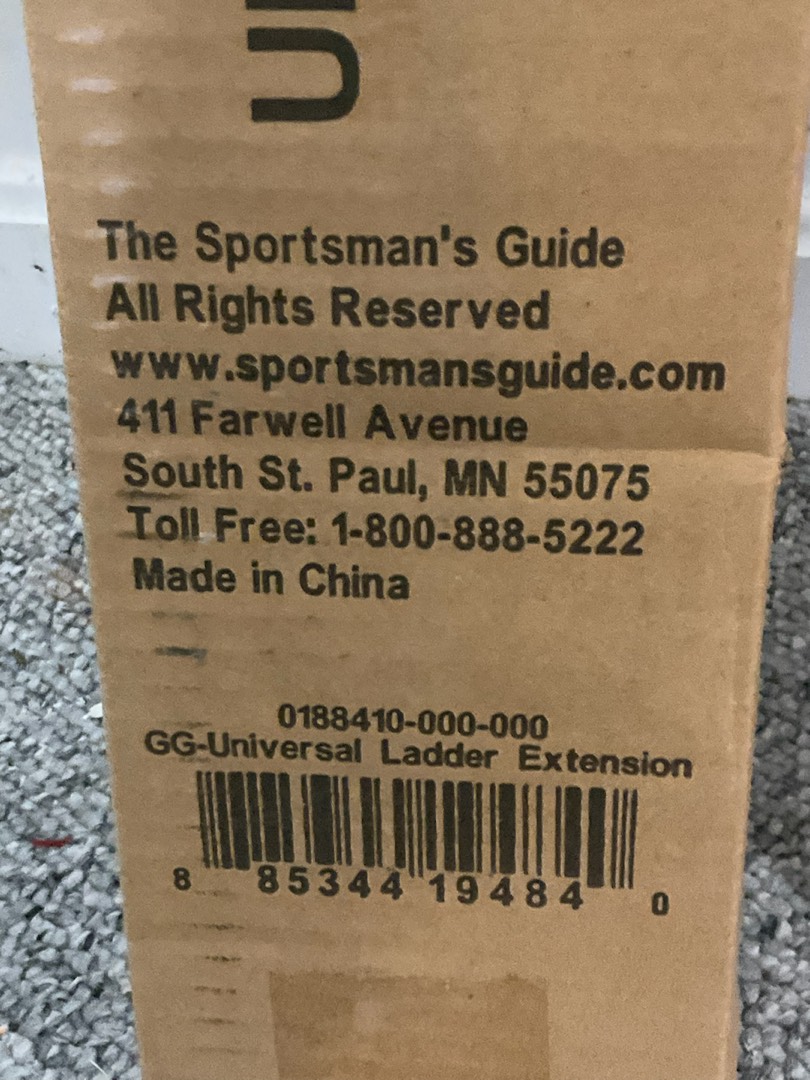 The Sportsman's Guide
All Rights Reserved
www.sportsmansguide.com
411 Farwell Avenue
South St. Paul, MN 55075
Toll Free: 1-800-888-5222
Made in China
0188410-000-000
GG-Universal Ladder Extension
8 85344 19484 0